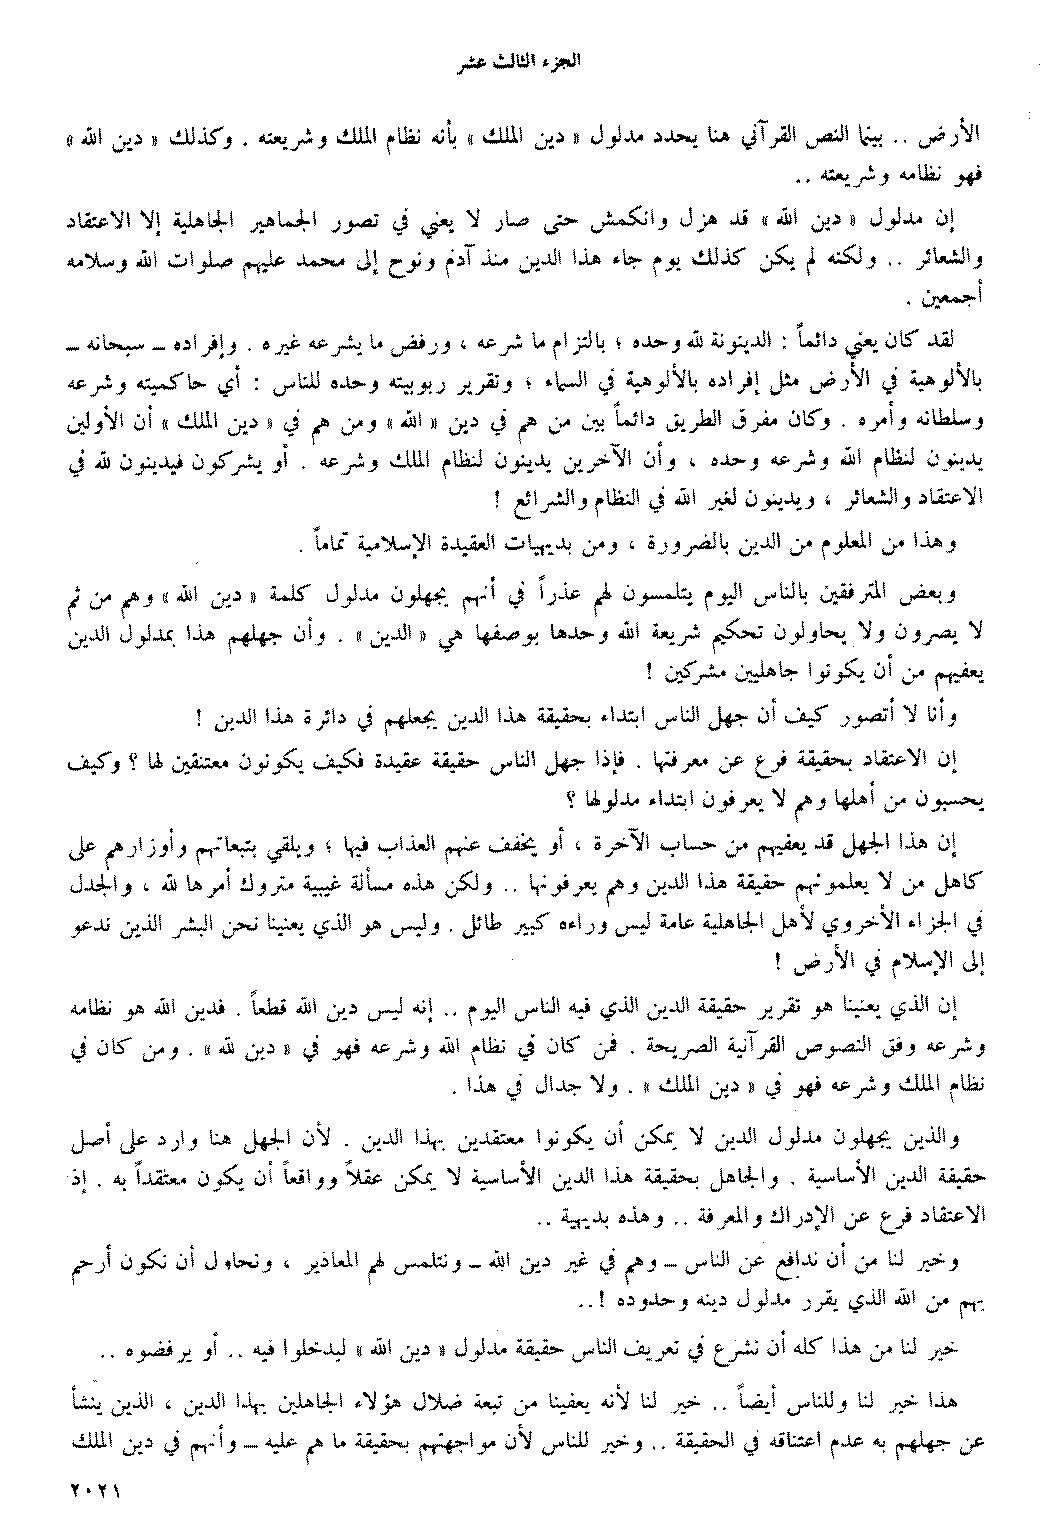 الجزء الثالث عشر
الأرض .. بينما النص القرآني هنا يحدد مدلول « دين الملك » بأنه نظام الملك وشريعته . وكذلك « دين الله »
فهو نظامه وشريعته ..
إن مدلول « دين الله » قد هزل وانكمش حتى صار لا يعني في تصور الجماهير الجاهلية إلا الاعتقاد
والشعائر .. ولكنه لم يكن كذلك يوم جاء هذا الدين منذ آدم ونوح إلى محمد عليهم صلوات الله وسلامه
أجمعين .
لقد كان يعني دائماً : الدينونة لله وحده ؛ بالتزام ما شرعه ، ورفض ما يشرعه غيره . وإفراده ــ سبحانه ــ
بالألوهية في الأرض مثل إفراده بالألوهية في السماء ؛ وتقرير ربوبيته وحده للناس : أي حاكميته وشرعه
وسلطانه وأمره . وكان مفرق الطريق دائماً بين من هم في دين « الله » ومن هم في « دين الملك » أن الأولين
يدينون لنظام الله وشرعه وحده ، وأن الآخرين يدينون لنظام الملك وشرعه . أو يشركون فيدينون لله في
الاعتقاد والشعائر ، ويدينون لغير الله في النظام والشرائع !
وهذا من المعلوم من الدين بالضرورة ، ومن بديهيات العقيدة الإسلامية تماماً .
وبعض المترفقين بالناس اليوم يتلمسون لهم عذراً في أنهم يجهلون مدلول كلمة « دين الله » وهم من ثم
لا يصرون ولا يحاولون تحكيم شريعة الله وحدها بوصفها هي « الدين » . وأن جهلهم هذا بمدلول الدين
يعفيهم من أن يكونوا جاهليين مشركين !
وأنا لا أتصور كيف أن جهل الناس ابتداء بحقيقة هذا الدين يجعلهم في دائرة هذا الدين !
إن الاعتقاد بحقيقة فرع عن معرفتها . فإذا جهل الناس حقيقة عقيدة فكيف يكونون معتنقين لها ؟ وكيف
يحسبون من أهلها وهم لا يعرفون ابتداء مدلولها ؟
إن هذا الجهل قد يعفيهم من حساب الآخرة ، أو يخفف عنهم العذاب فيها ؛ ويلقي بتبعاتهم وأوزارهم على
كاهل من لا يعلمونهم حقيقة هذا الدين وهم يعرفونها .. ولكن هذه مسألة غيبية متروك أمرها لله ، والجدل
في الجزاء الأخروي لأهل الجاهلية عامة ليس وراءه كبير طائل . وليس هو الذي يعنينا نحن البشر الذين ندعو
إلى الإسلام في الأرض !
إن الذي يعنينا هو تقرير حقيقة الدين الذي فيه الناس اليوم .. إنه ليس دين الله قطعاً . فدين الله هو نظامه
وشرعه وفق النصوص القرآنية الصريحة . فمن كان في نظام الله وشرعه فهو في « دين لله » . ومن كان في
نظام الملك وشرعه فهو في « دين الملك » . ولا جدال في هذا .
والذين يجهلون مدلول الدين لا يمكن أن يكونوا معتقدين بهذا الدين . لأن الجهل هنا وارد على أصل
حقيقة الدين الأساسية . والجاهل بحقيقة هذا الدين الأساسية لا يمكن عقلاً وواقعاً أن يكون معتقداً به . إذ
الاعتقاد فرع عن الإدراك والمعرفة .. وهذه بديهية ..
وخير لنا من أن ندافع عن الناس ــ وهم في غير دين الله ــ ونتلمس لهم المعاذير ، ونحاول أن نكون أرحم
بهم من الله الذي يقرر مدلول دينه وحدوده !..
خير لنا من هذا كله أن نشرع في تعريف الناس حقيقة مدلول « دين الله » ليدخلوا فيه .. أو يرفضوه ..
هذا خير لنا وللناس أيضاً .. خير لنا لأنه يعفينا من تبعة ضلال هؤلاء الجاهلين بهذا الدين ، الذين ينشأ
عن جهلهم به عدم اعتناقه في الحقيقة .. وخير للناس لأن مواجهتهم بحقيقة ما هم عليه ــ وأنهم في دين الملك
٢٠٢١